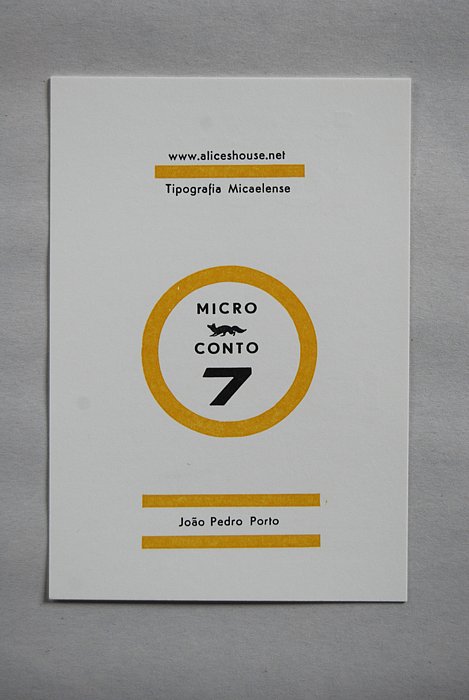 www.aliceshouse.net
Tipografia Micaelense
MICRO
CONTO
7
João Pedro Porto